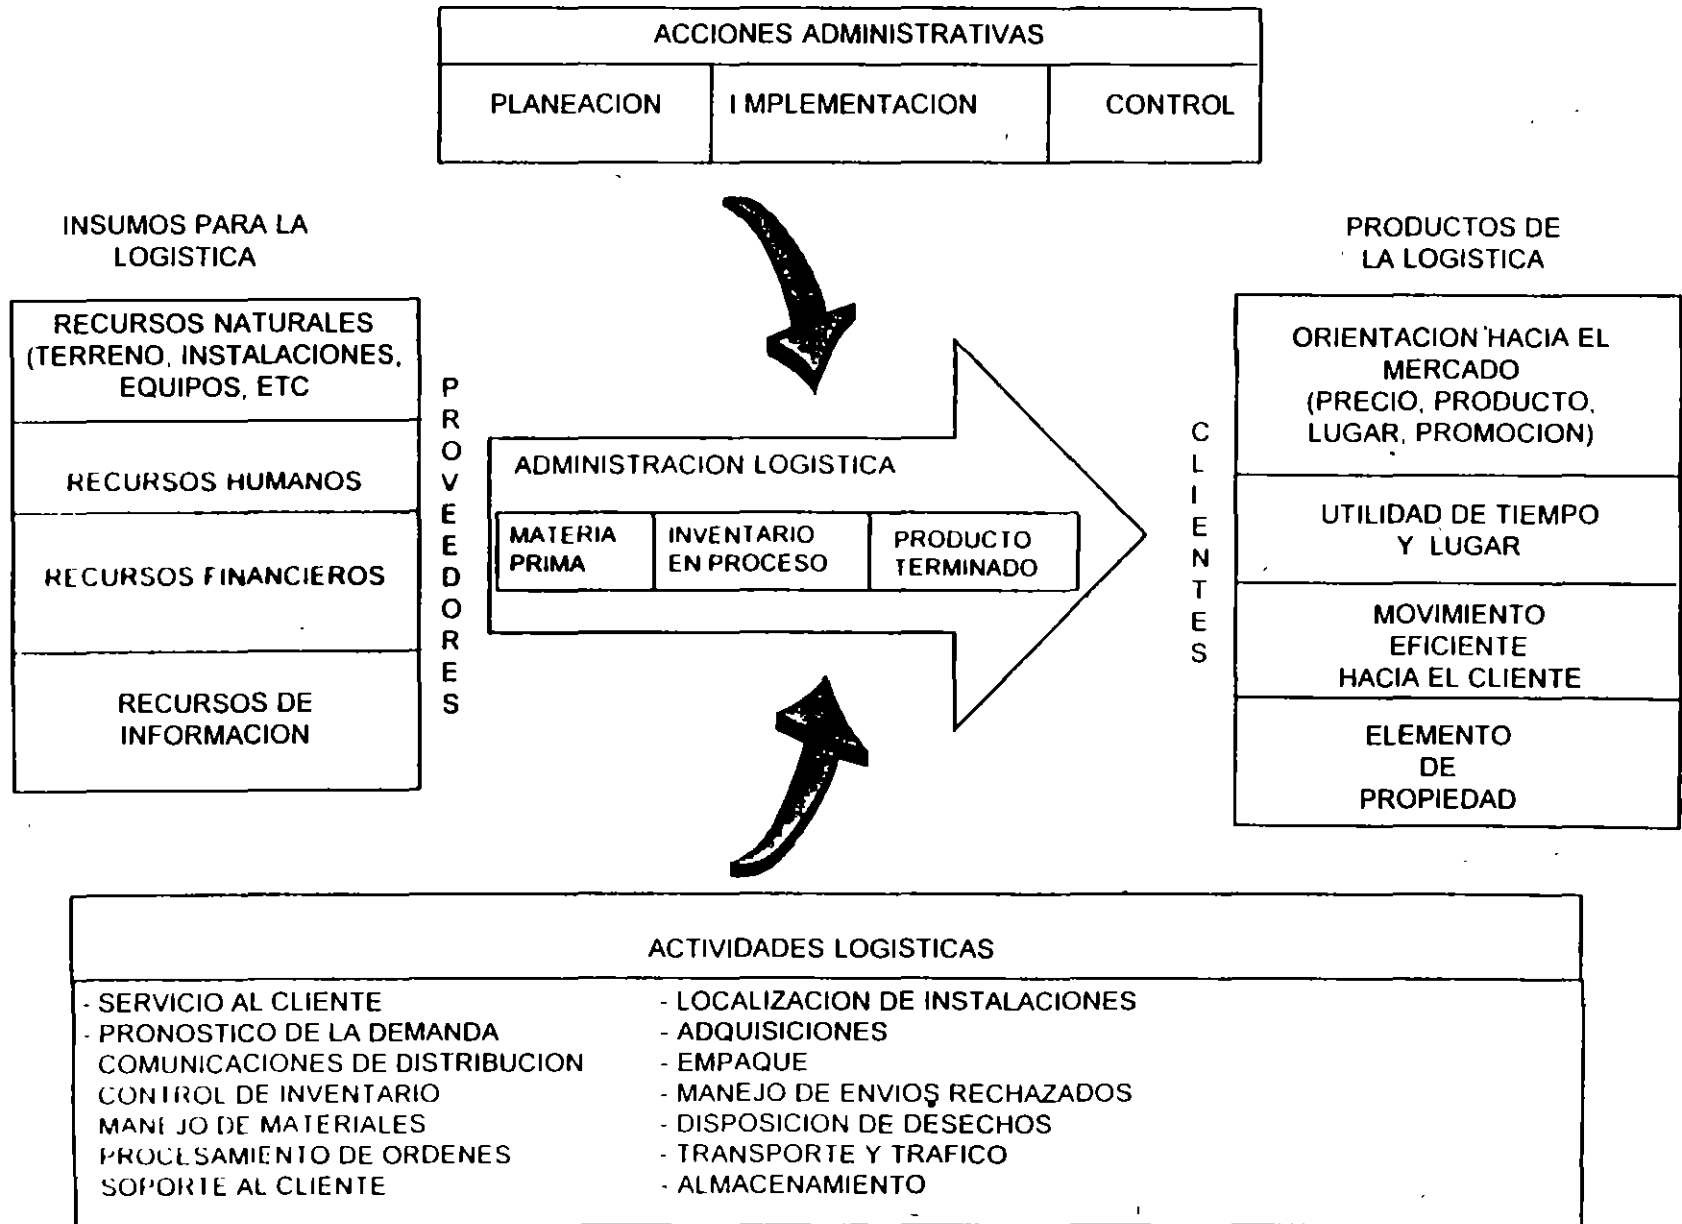 ACCIONES ADMINISTRATIVAS
PLANEACION
IMPLEMENTACION
CONTROL
INSUMOS PARA LA
LOGISTICA
RECURSOS NATURALES
(TERRENO, INSTALACIONES,
EQUIPOS, ETC
RECURSOS HUMANOS
RECURSOS FINANCIEROS
RECURSOS DE
INFORMACION
PROVEEDORES
ADMINISTRACION LOGISTICA
MATERIA
PRIMA
INVENTARIO
EN PROCESO
PRODUCTO
TERMINADO
CLIENTES
PRODUCTOS DE
LA LOGISTICA
ORIENTACION HACIA EL
MERCADO
(PRECIO, PRODUCTO,
LUGAR, PROMOCION)
UTILIDAD DE TIEMPO
Y LUGAR
MOVIMIENTO
EFICIENTE
HACIA EL CLIENTE
ELEMENTO
DE
PROPIEDAD
ACTIVIDADES LOGISTICAS
- SERVICIO AL CLIENTE
- PRONOSTICO DE LA DEMANDA
COMUNICACIONES DE DISTRIBUCION
CONTROL DE INVENTARIO
MANEJO DE MATERIALES
PROCESAMIENTO DE ORDENES
SOPORTE AL CLIENTE
- LOCALIZACION DE INSTALACIONES
- ADQUISICIONES
- EMPAQUE
- MANEJO DE ENVIOS RECHAZADOS
- DISPOSICION DE DESECHOS
- TRANSPORTE Y TRAFICO
- ALMACENAMIENTO